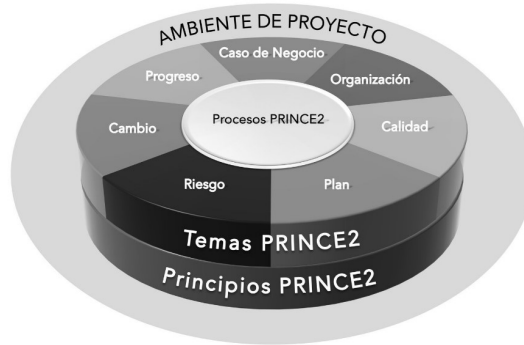 AMBIENTE DE PROYECTO
Caso de Negocio
Progreso
Organización
Procesos PRINCE2
Cambio
Calidad
Riesgo
Plan
Temas PRINCE2
Principios PRINCE2